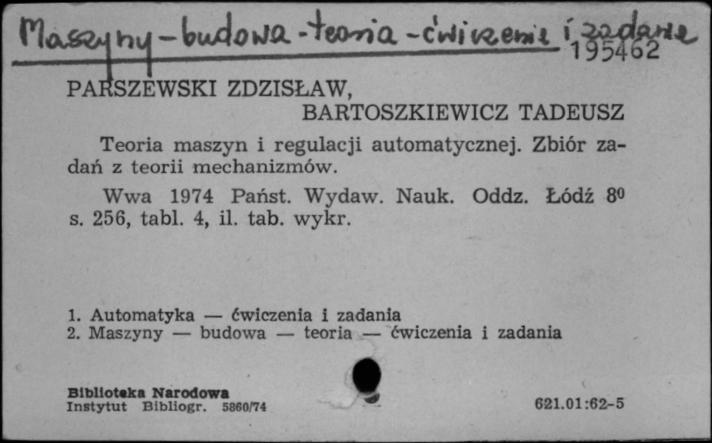 Maszyny - budowa - teoria - ćwiczenie i zadanie
195462
PARSZEWSKI ZDZISŁAW,
BARTOSZKIEWICZ TADEUSZ
Teoria maszyn i regulacji automatycznej. Zbiór za-
dań z teorii mechanizmów.
Wwa 1974 Państ. Wydaw. Nauk. Oddz. Łódź 8⁰
s. 256, tabl. 4, il. tab. wykr.
1. Automatyka — ćwiczenia i zadania
2. Maszyny — budowa — teoria — ćwiczenia i zadania
Biblioteka Narodowa
Instytut Bibliogr. 5860/74
621.01:62-5